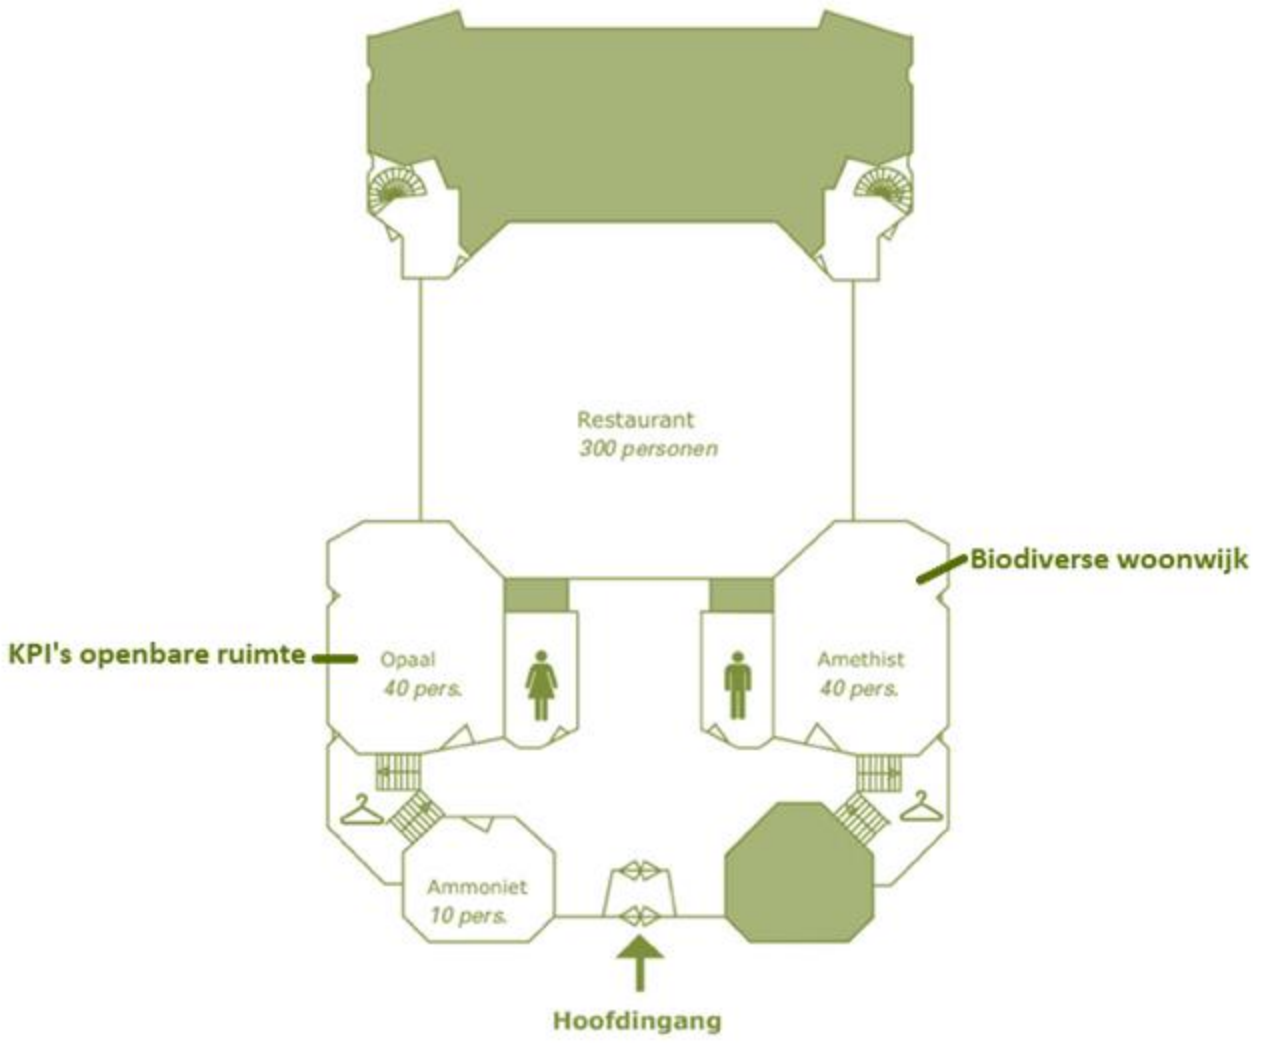 Restaurant
300 personen
Biodiverse woonwijk
KPI's openbare ruimte
Opaal
40 pers.
Amethist
40 pers.
Ammoniet
10 pers.
Hoofdingang